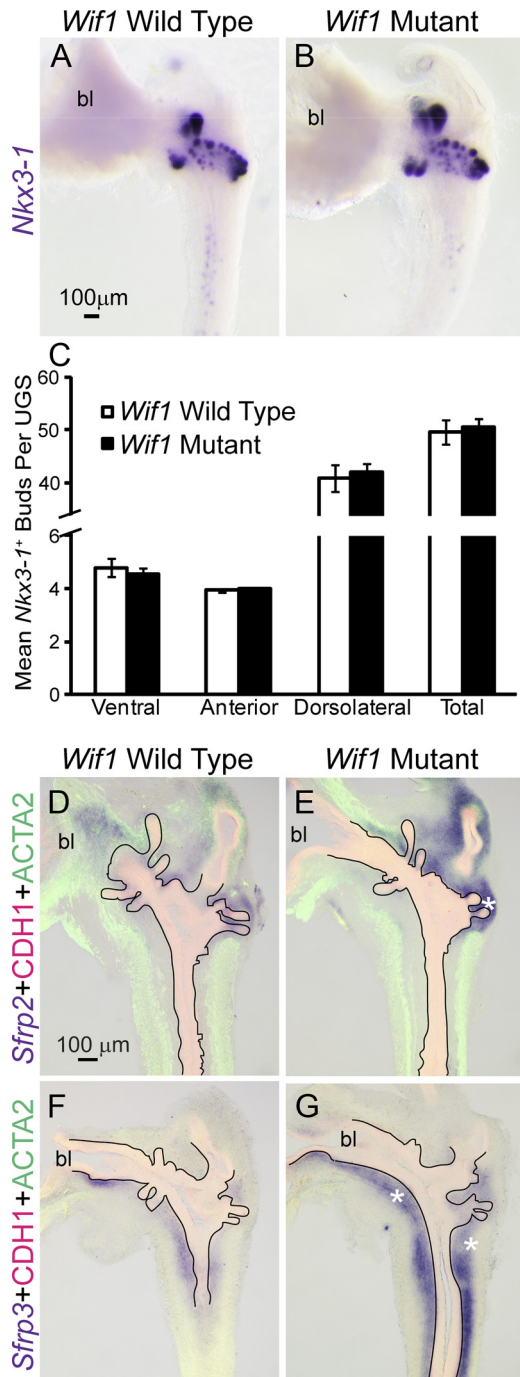 Wif1 Wild Type Wif1 Mutant
A B
bl bl
Nkx3-1
100μm
C
Mean Nkx3-1+ Buds Per UGS
60
50
40
6
4
2
0
Wif1 Wild Type
Wif1 Mutant
Ventral Anterior Dorsolateral Total
Wif1 Wild Type Wif1 Mutant
D E
bl bl
* 
Sfrp2+CDH1+ACTA2
100 μm
F G
bl bl
* *
Sfrp3+CDH1+ACTA2